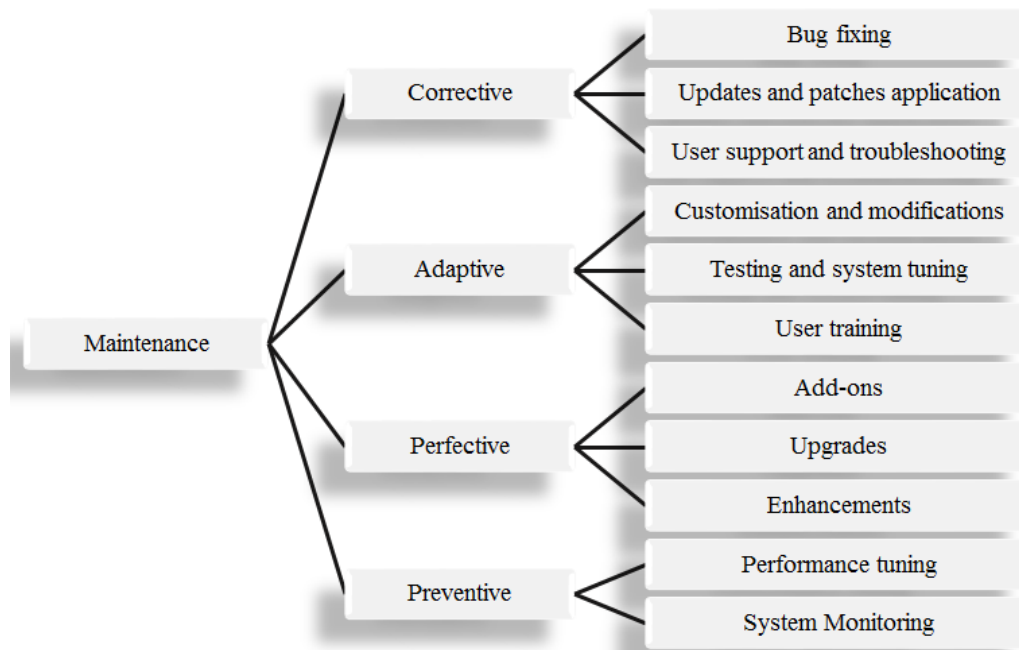 Maintenance
Corrective
Bug fixing
Updates and patches application
User support and troubleshooting
Adaptive
Customisation and modifications
Testing and system tuning
User training
Perfective
Add-ons
Upgrades
Enhancements
Preventive
Performance tuning
System Monitoring